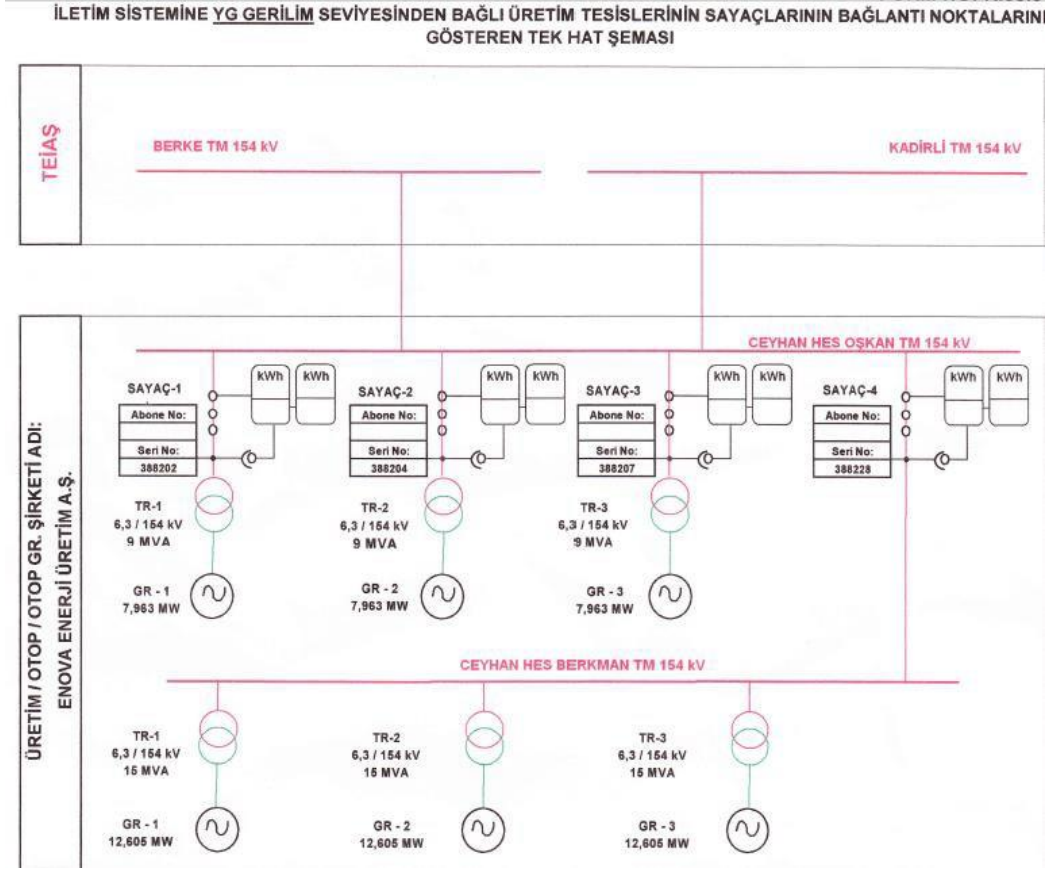 İLETİM SİSTEMİNE YG GERİLİM SEVİYESİNDEN BAĞLI ÜRETİM TESİSLERİNİN SAYAÇLARININ BAĞLANTI NOKTALARINI
GÖSTEREN TEK HAT ŞEMASI
TEİAŞ
BERKE TM 154 kV
KADİRLİ TM 154 kV
ÜRETİM / OTOP / OTOP GR. ŞİRKETİ ADI:
ENOVA ENERJİ ÜRETİM A.Ş.
CEYHAN HES OŞKAN TM 154 kV
SAYAÇ-1
kWh
kWh
Abone No:
Seri No:
388202
TR-1
6,3 / 154 kV
9 MVA
GR - 1
7,963 MW
SAYAÇ-2
kWh
kWh
Abone No:
Seri No:
388204
TR-2
6,3 / 154 kV
9 MVA
GR - 2
7,963 MW
SAYAÇ-3
kWh
kWh
Abone No:
Seri No:
388207
TR-3
6,3 / 154 kV
9 MVA
GR - 3
7,963 MW
SAYAÇ-4
kWh
kWh
Abone No:
Seri No:
388228
CEYHAN HES BERKMAN TM 154 kV
TR-1
6,3 / 154 kV
15 MVA
GR - 1
12,605 MW
TR-2
6,3 / 154 kV
15 MVA
GR - 2
12,605 MW
TR-3
6,3 / 154 kV
15 MVA
GR - 3
12,605 MW